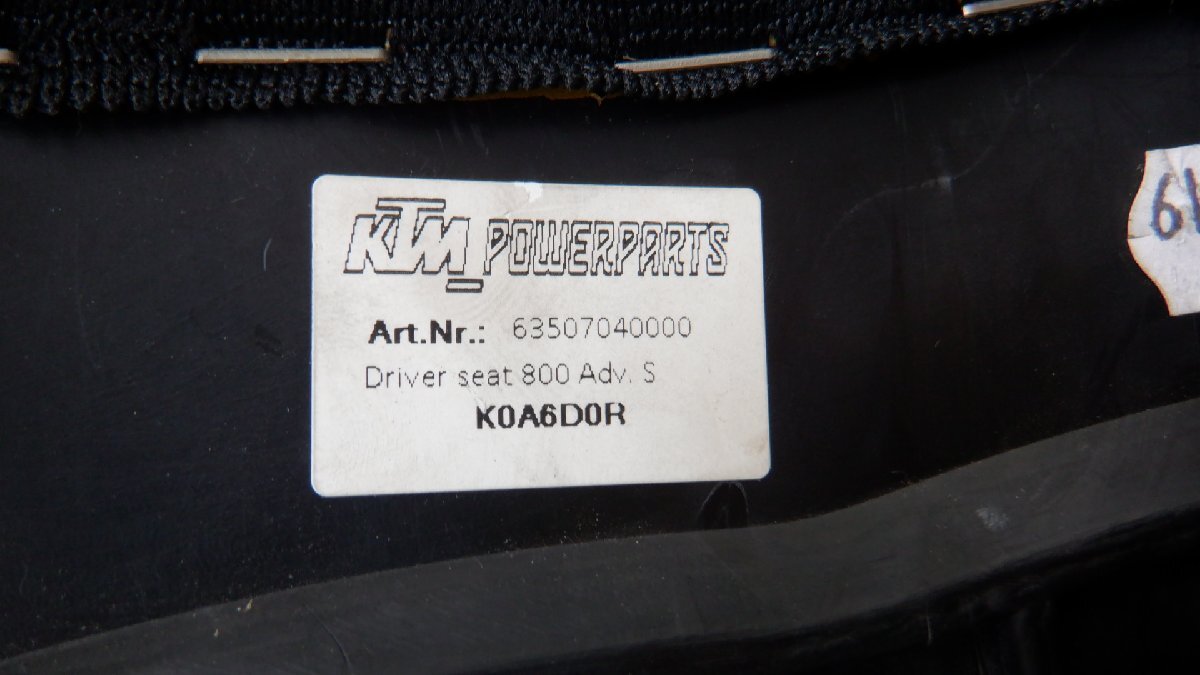 KTM POWERPARTS
Art.Nr.: 63507040000
Driver seat 800 Adv. S
K0A6D0R